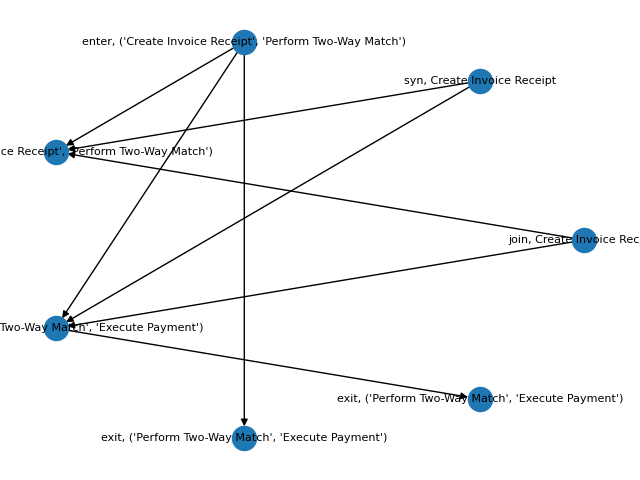 enter, ('Create Invoice Receipt', 'Perform Two-Way Match')
syn, Create Invoice Receipt
Receipt', 'Perform Two-Way Match')
join, Create Invoice
Two-Way Match', 'Execute Payment')
exit, ('Perform Two-Way Match', 'Execute Payment')
exit, ('Perform Two-Way Match', 'Execute Payment')